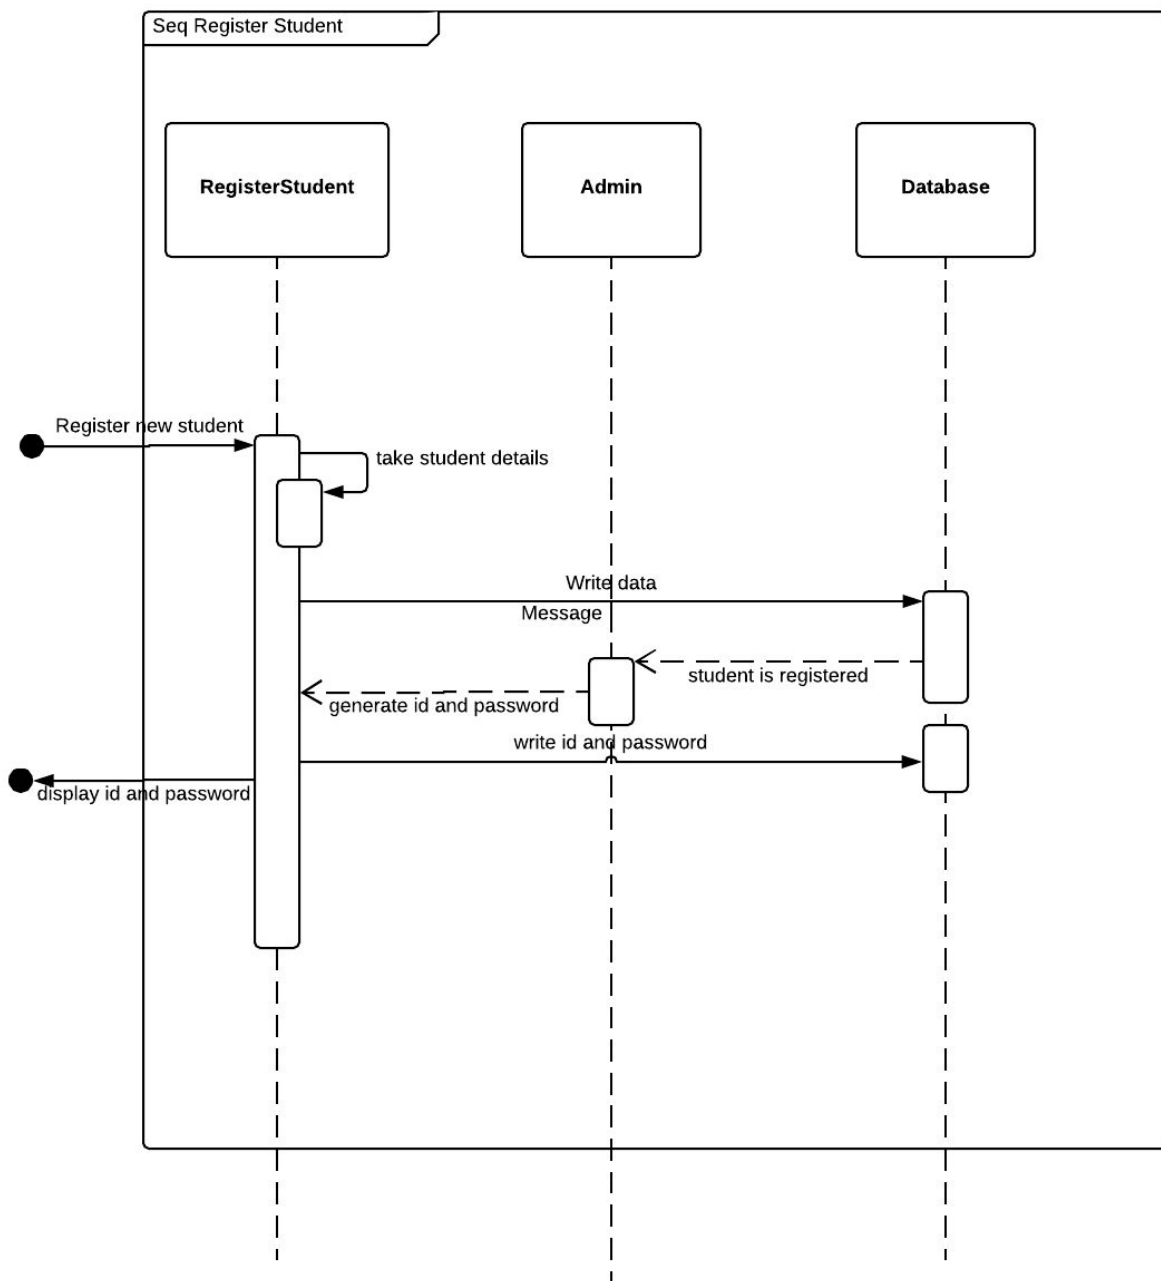 Seq Register Student
RegisterStudent
Admin
Database
Register new student
take student details
Write data
Message
student is registered
generate id and password
write id and password
display id and password